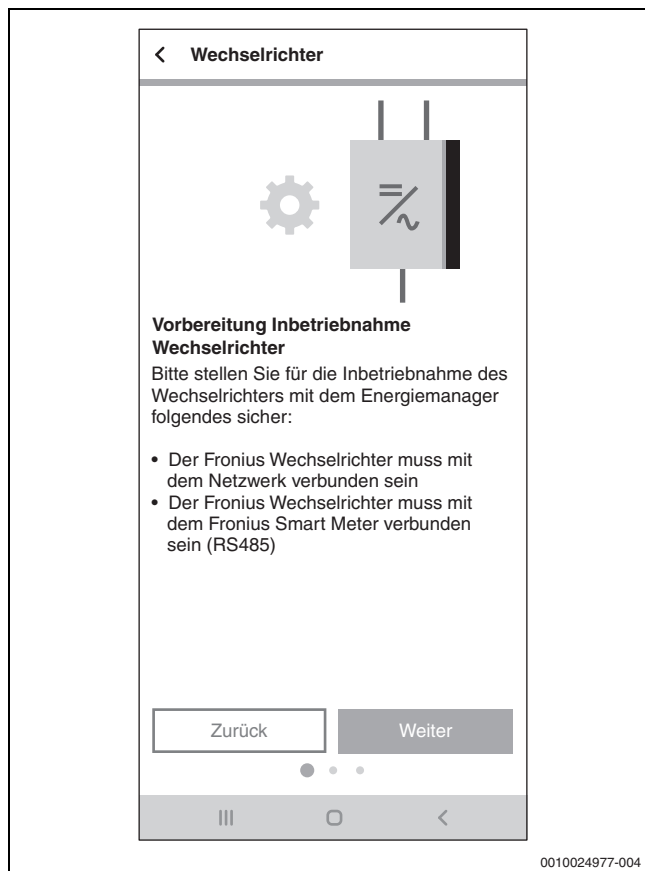 Wechselrichter
Vorbereitung Inbetriebnahme
Wechselrichter
Bitte stellen Sie für die Inbetriebnahme des
Wechselrichters mit dem Energiemanager
folgendes sicher:
• Der Fronius Wechselrichter muss mit
dem Netzwerk verbunden sein
• Der Fronius Wechselrichter muss mit
dem Fronius Smart Meter verbunden
sein (RS485)
Zurück Weiter
0010024977-004